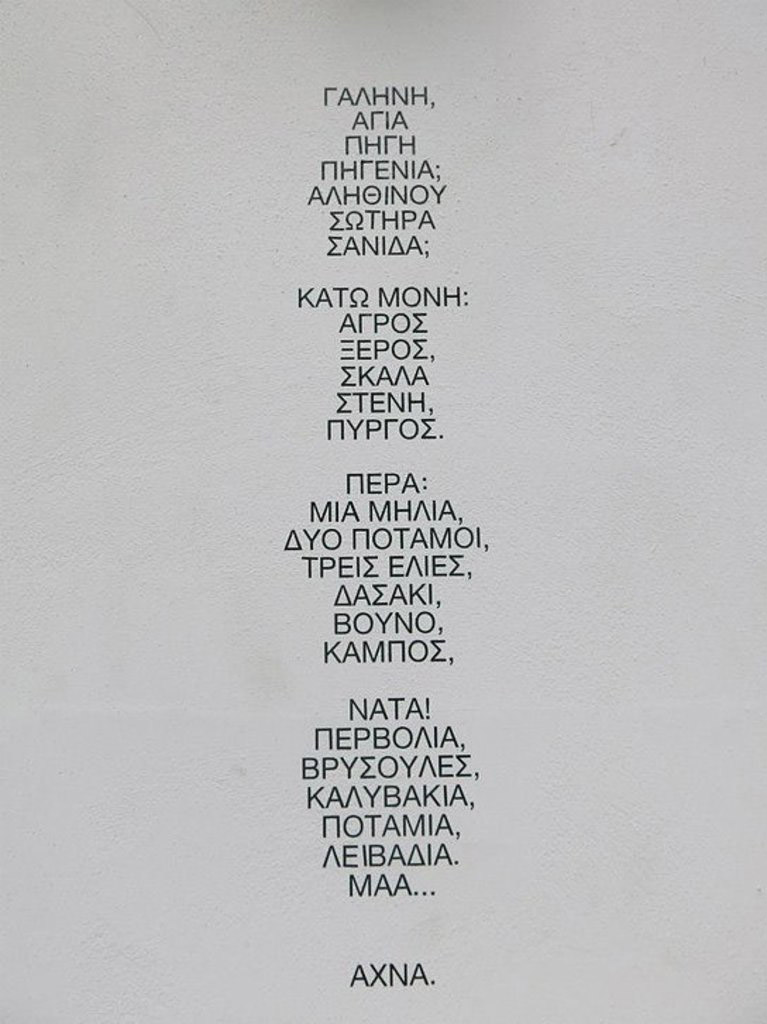 ΓΑΛΗΝΗ,
ΑΓΙΑ
ΠΗΓΗ
ΠΗΓΕΝΙΑ;
ΑΛΗΘΙΝΟΥ
ΣΩΤΗΡΑ
ΣΑΝΙΔΑ;
ΚΑΤΩ ΜΟΝΗ:
ΑΓΡΟΣ
ΞΕΡΟΣ,
ΣΚΑΛΑ
ΣΤΕΝΗ,
ΠΥΡΓΟΣ.
ΠΕΡΑ:
ΜΙΑ ΜΗΛΙΑ,
ΔΥΟ ΠΟΤΑΜΟΙ,
ΤΡΕΙΣ ΕΛΙΕΣ,
ΔΑΣΑΚΙ,
ΒΟΥΝΟ,
ΚΑΜΠΟΣ,
ΝΑΤΑ!
ΠΕΡΒΟΛΙΑ,
ΒΡΥΣΟΥΛΕΣ,
ΚΑΛΥΒΑΚΙΑ,
ΠΟΤΑΜΙΑ,
ΛΕΙΒΑΔΙΑ.
ΜΑΑ...
ΑΧΝΑ.